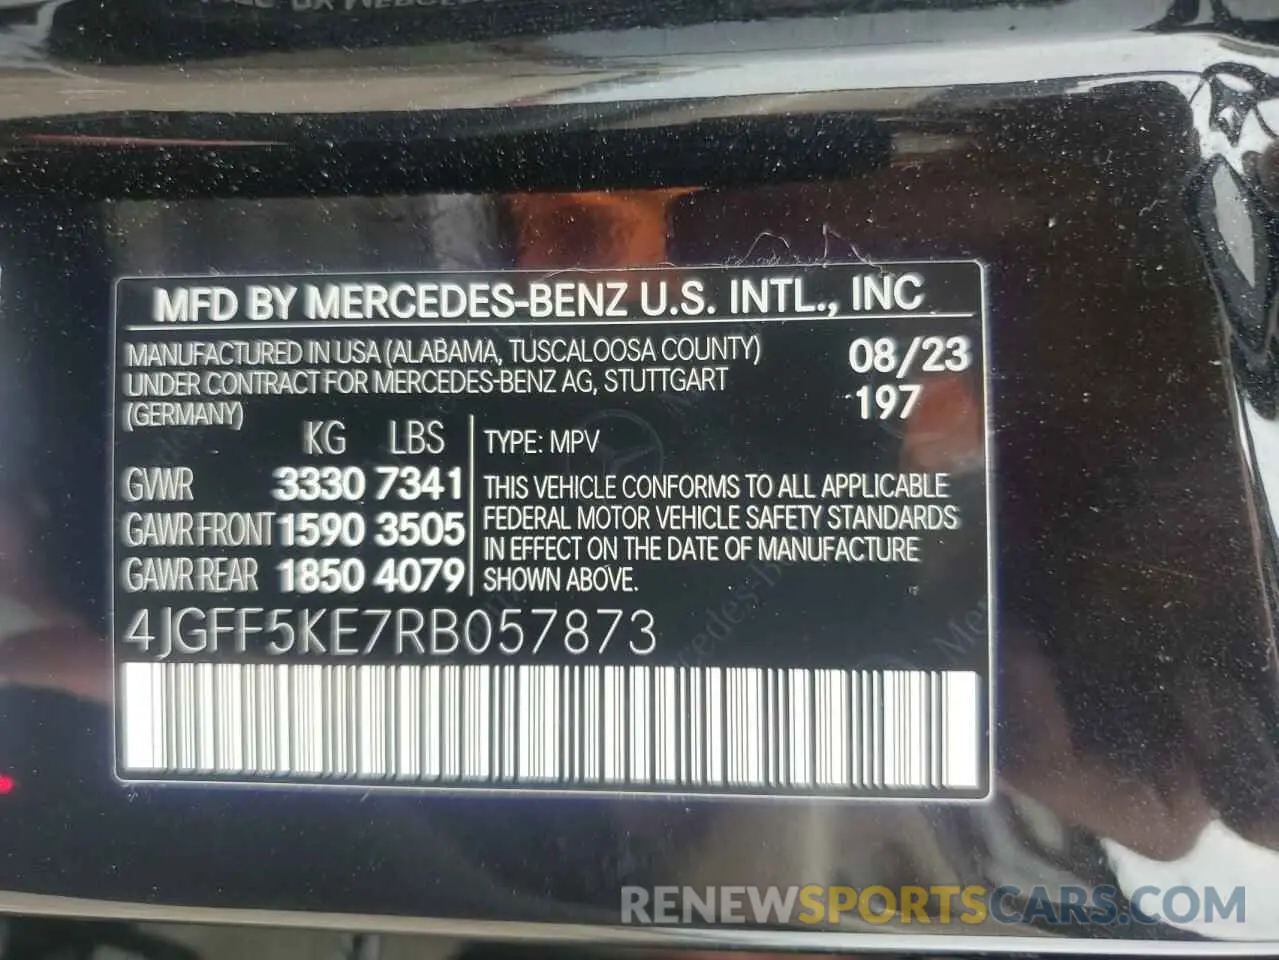 MFD BY MERCEDES-BENZ U.S. INTL., INC
MANUFACTURED IN USA (ALABAMA, TUSCALOOSA COUNTY)
UNDER CONTRACT FOR MERCEDES-BENZ AG, STUTTGART
(GERMANY)
08/23
197
KG LBS
GVWR 3330 7341
GAWR FRONT 1590 3505
GAWR REAR 1850 4079
TYPE: MPV
THIS VEHICLE CONFORMS TO ALL APPLICABLE
FEDERAL MOTOR VEHICLE SAFETY STANDARDS
IN EFFECT ON THE DATE OF MANUFACTURE
SHOWN ABOVE.
4JGFF5KE7RB057873
RENEWSPORTSCARS.COM